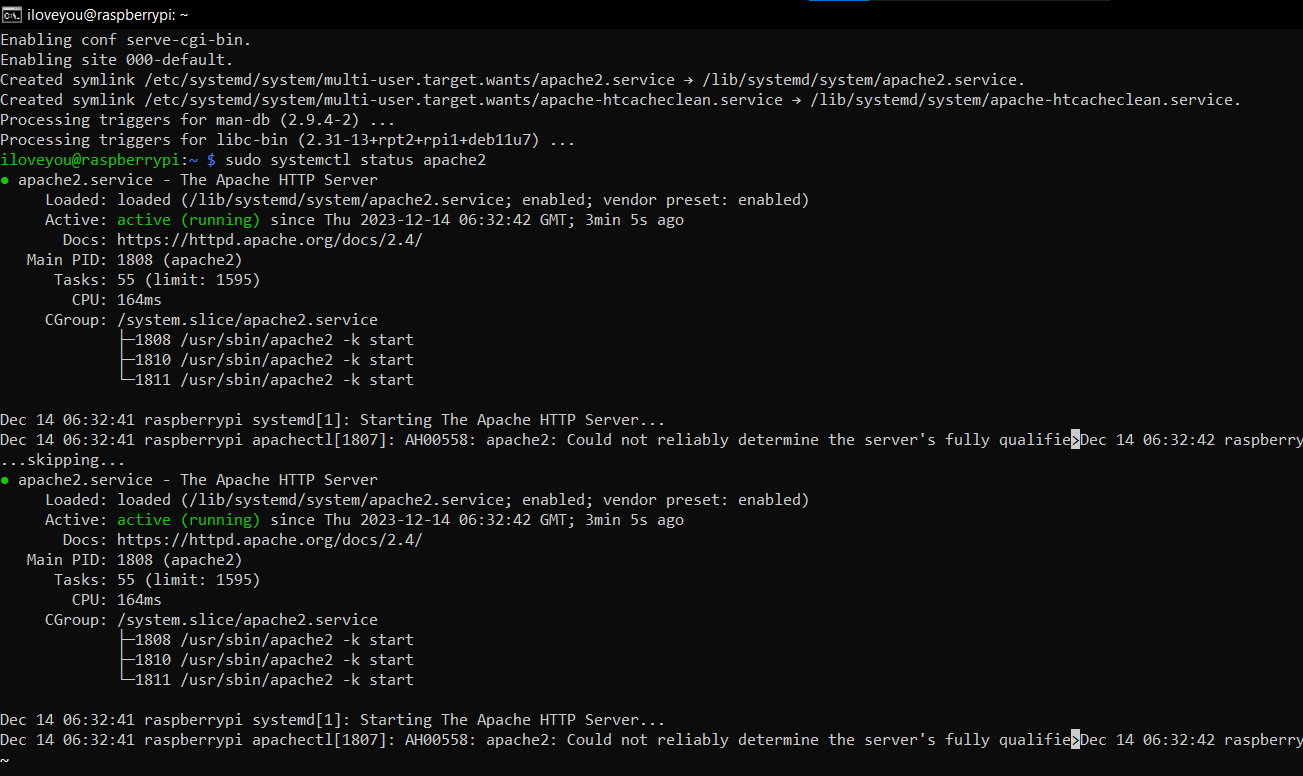 iloveyou@raspberrypi: ~
Enabling conf serve-cgi-bin.
Enabling site 000-default.
Created symlink /etc/systemd/system/multi-user.target.wants/apache2.service → /lib/systemd/system/apache2.service.
Created symlink /etc/systemd/system/multi-user.target.wants/apache-htcacheclean.service → /lib/systemd/system/apache-htcacheclean.service.
Processing triggers for man-db (2.9.4-2) ...
Processing triggers for libc-bin (2.31-13+rpt2+rpi1+deb11u7) ...
iloveyou@raspberrypi:~ $ sudo systemctl status apache2
● apache2.service - The Apache HTTP Server
     Loaded: loaded (/lib/systemd/system/apache2.service; enabled; vendor preset: enabled)
     Active: active (running) since Thu 2023-12-14 06:32:42 GMT; 3min 5s ago
       Docs: https://httpd.apache.org/docs/2.4/
   Main PID: 1808 (apache2)
      Tasks: 55 (limit: 1595)
        CPU: 164ms
     CGroup: /system.slice/apache2.service
             ├─1808 /usr/sbin/apache2 -k start
             ├─1810 /usr/sbin/apache2 -k start
             └─1811 /usr/sbin/apache2 -k start
Dec 14 06:32:41 raspberrypi systemd[1]: Starting The Apache HTTP Server...
Dec 14 06:32:41 raspberrypi apachectl[1807]: AH00558: apache2: Could not reliably determine the server's fully qualifie>Dec 14 06:32:42 raspberry
...skipping...
● apache2.service - The Apache HTTP Server
     Loaded: loaded (/lib/systemd/system/apache2.service; enabled; vendor preset: enabled)
     Active: active (running) since Thu 2023-12-14 06:32:42 GMT; 3min 5s ago
       Docs: https://httpd.apache.org/docs/2.4/
   Main PID: 1808 (apache2)
      Tasks: 55 (limit: 1595)
        CPU: 164ms
     CGroup: /system.slice/apache2.service
             ├─1808 /usr/sbin/apache2 -k start
             ├─1810 /usr/sbin/apache2 -k start
             └─1811 /usr/sbin/apache2 -k start
Dec 14 06:32:41 raspberrypi systemd[1]: Starting The Apache HTTP Server...
Dec 14 06:32:41 raspberrypi apachectl[1807]: AH00558: apache2: Could not reliably determine the server's fully qualifie>Dec 14 06:32:42 raspberry
~